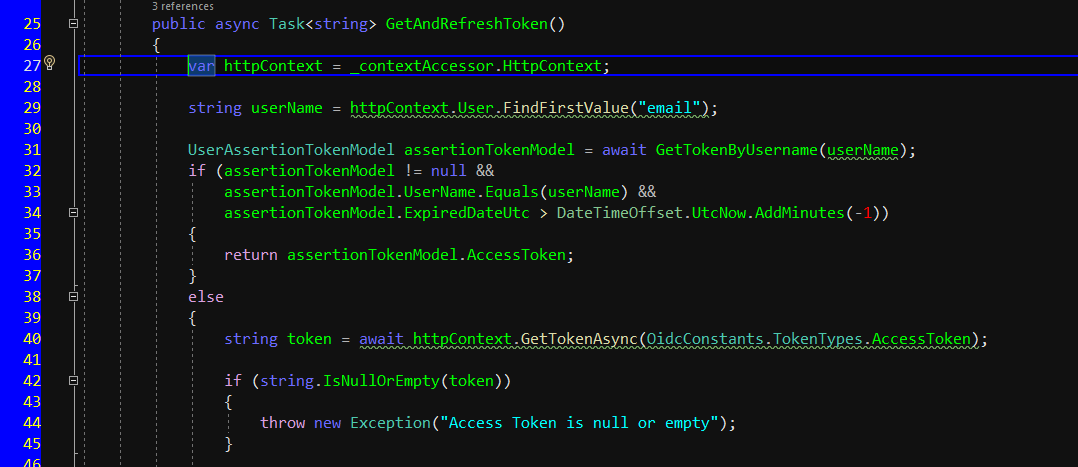 3 references
25 public async Task<string> GetAndRefreshToken()
26 {
27 var httpContext = _contextAccessor.HttpContext;
28
29 string userName = httpContext.User.FindFirstValue("email");
30
31 UserAssertionTokenModel assertionTokenModel = await GetTokenByUsername(userName);
32 if (assertionTokenModel != null &&
33 assertionTokenModel.UserName.Equals(userName) &&
34 assertionTokenModel.ExpiredDateUtc > DateTimeOffset.UtcNow.AddMinutes(-1))
35 {
36 return assertionTokenModel.AccessToken;
37 }
38 else
39 {
40 string token = await httpContext.GetTokenAsync(OidcConstants.TokenTypes.AccessToken);
41
42 if (string.IsNullOrEmpty(token))
43 {
44 throw new Exception("Access Token is null or empty");
45 }
46